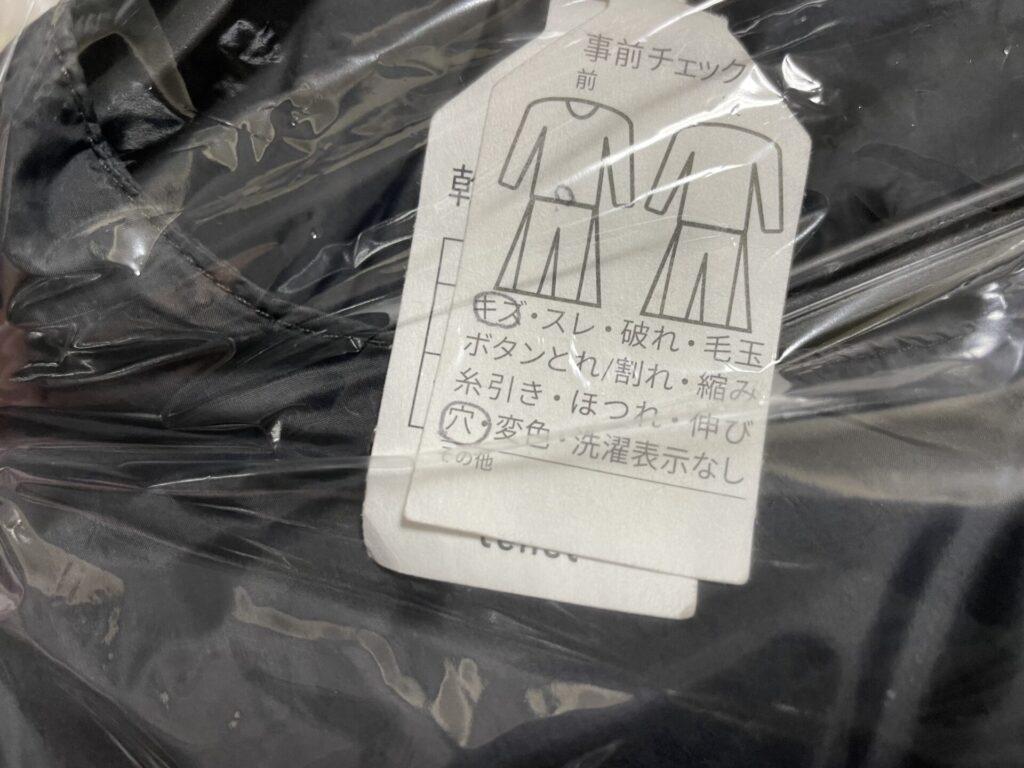 事前チェック
前
キズ・スレ・破れ・毛玉
ボタンとれ/割れ・縮み
糸引き・ほつれ・伸び
穴・変色・洗濯表示なし
その他
乾